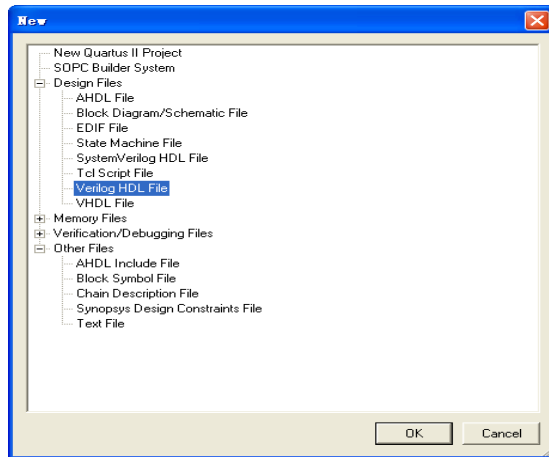 New
New Quartus II Project
SOPC Builder System
Design Files
AHDL File
Block Diagram/Schematic File
EDIF File
State Machine File
SystemVerilog HDL File
Tcl Script File
Verilog HDL File
VHDL File
Memory Files
Verification/Debugging Files
Other Files
AHDL Include File
Block Symbol File
Chain Description File
Synopsys Design Constraints File
Text File
OK Cancel